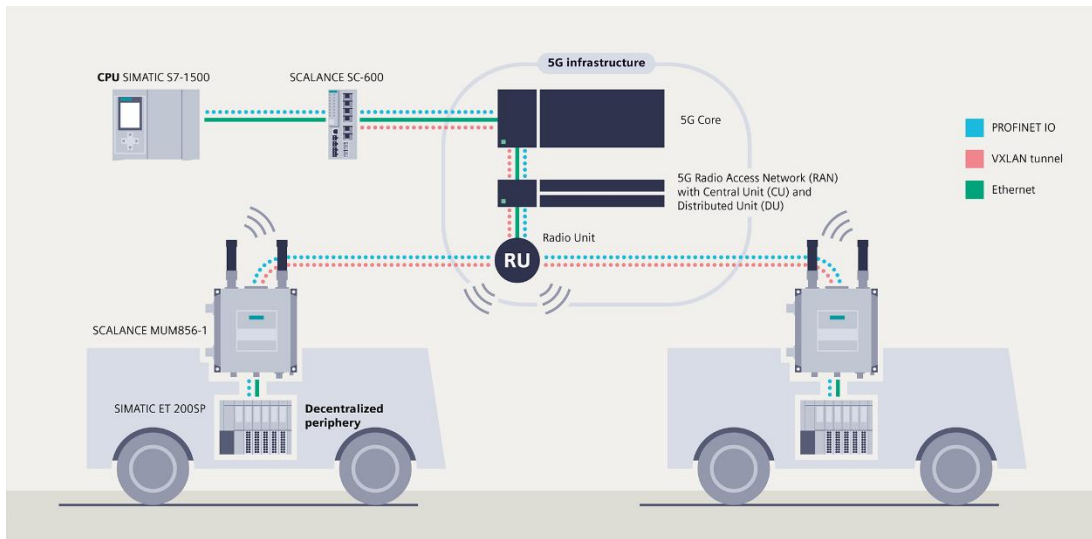 5G infrastructure
CPU SIMATIC S7-1500
SCALANCE SC-600
5G Core
PROFINET IO
VXLAN tunnel
Ethernet
5G Radio Access Network (RAN)
with Central Unit (CU) and
Distributed Unit (DU)
Radio Unit
RU
SCALANCE MUM856-1
SIMATIC ET 200SP
Decentralized
periphery